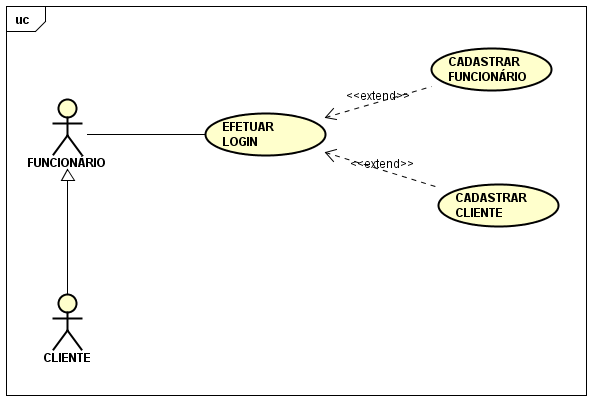 uc
CADASTRAR
FUNCIONÁRIO
<<extend>>
EFETUAR
LOGIN
FUNCIONÁRIO
<<extend>>
CADASTRAR
CLIENTE
CLIENTE